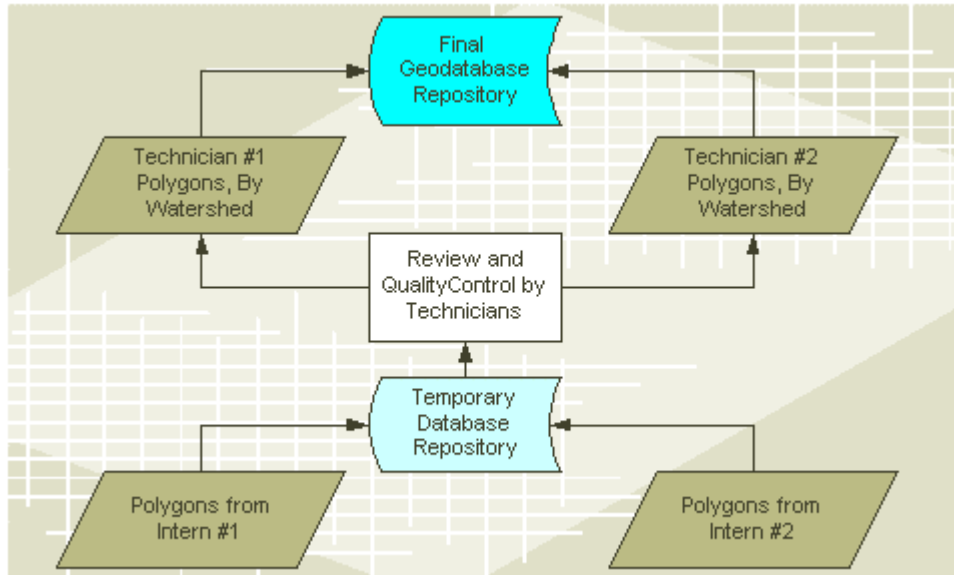 Final
Geodatabase
Repository
Technician #1
Polygons, By
Watershed
Technician #2
Polygons, By
Watershed
Review and
QualityControl by
Technicians
Temporary
Database
Repository
Polygons from
Intern #1
Polygons from
Intern #2